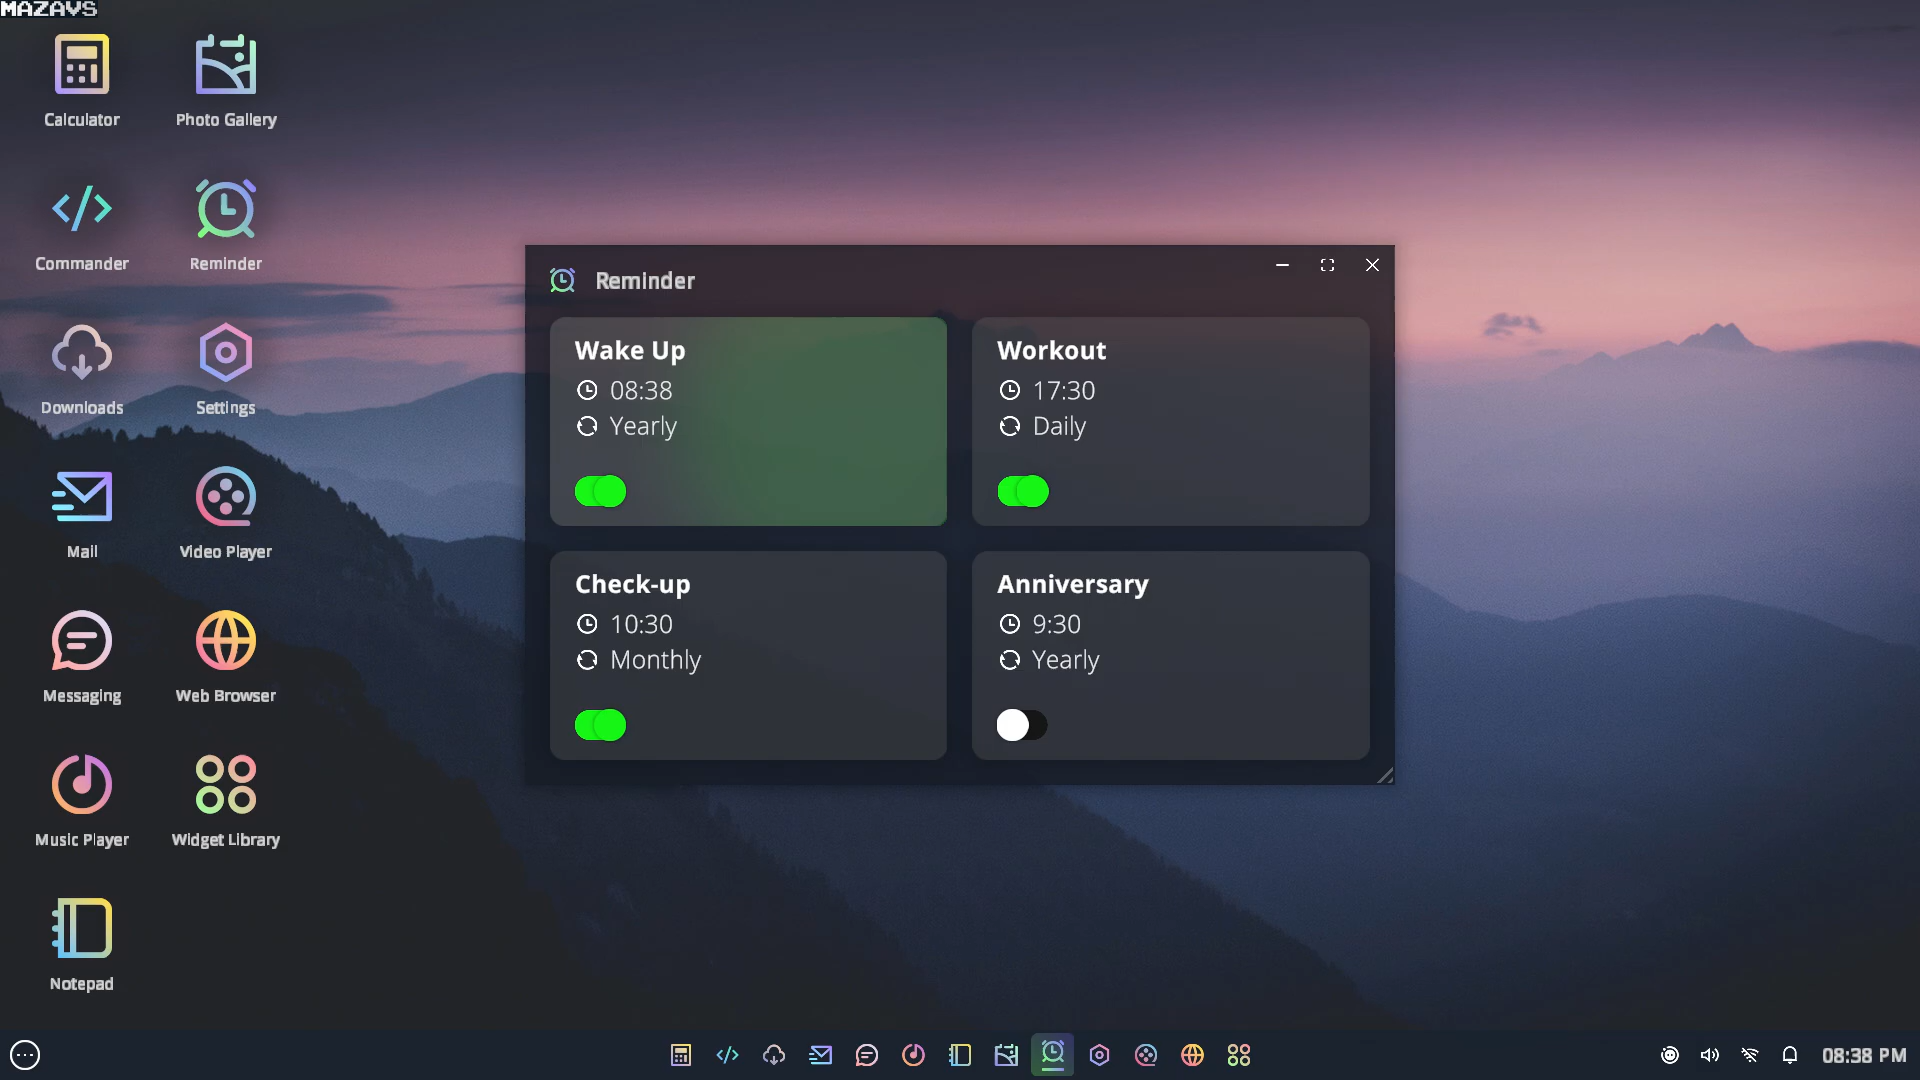 MAZAVS
Calculator
Photo Gallery
Commander
Reminder
Downloads
Settings
Mail
Video Player
Messaging
Web Browser
Music Player
Widget Library
Notepad
Reminder
Wake Up
08:38
Yearly
Workout
17:30
Daily
Check-up
10:30
Monthly
Anniversary
9:30
Yearly
08:38 PM